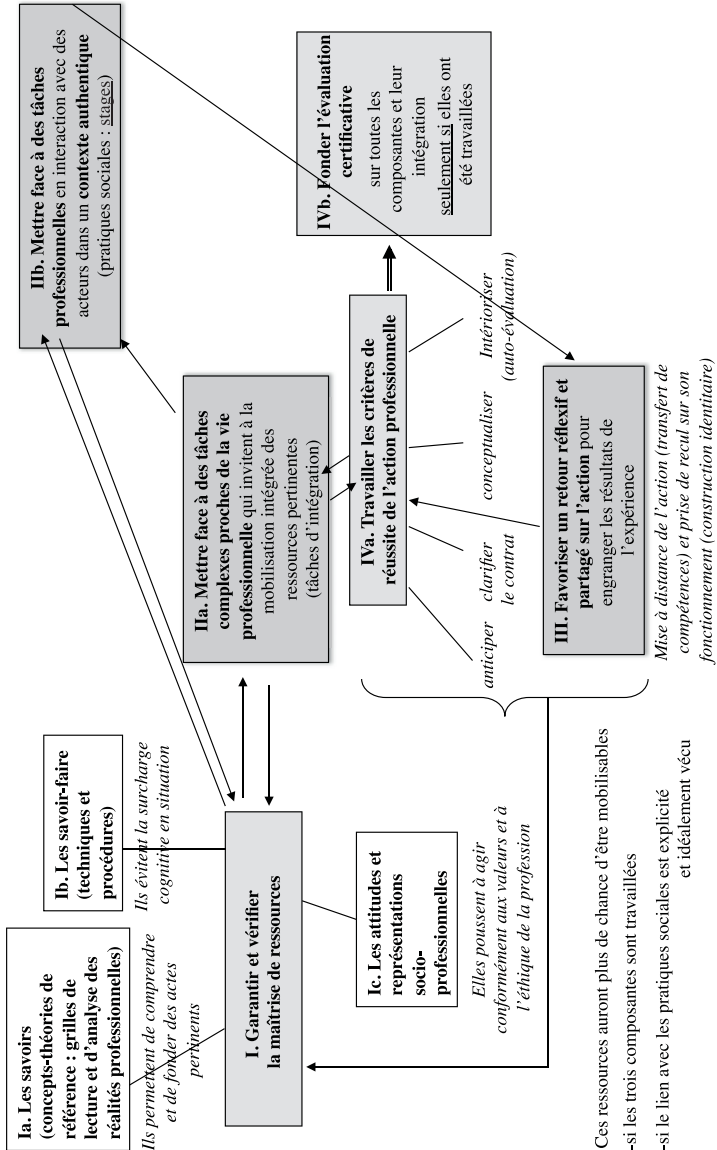 Ia. Les savoirs
(concepts-théories de
référence : grilles de
lecture et d'analyse des
réalités professionnelles)
Ils permettent de comprendre
et de fonder des actes
pertinents
Ib. Les savoir-faire
(techniques et
procédures)
Ils évitent la surcharge
cognitive en situation
I. Garantir et vérifier
la maîtrise de ressources
Ic. Les attitudes et
représentations
socio-
professionnelles
Elles poussent à agir
conformément aux valeurs et à
l'éthique de la profession
Ces ressources auront plus de chance d'être mobilisables
-si les trois composantes sont travaillées
-si le lien avec les pratiques sociales est explicité
et idéalement vécu
IIb. Mettre face à des tâches
professionnelles en interaction avec des
acteurs dans un contexte authentique
(pratiques sociales : stages)
IIa. Mettre face à des tâches
complexes proches de la vie
professionnelle qui invitent à la
mobilisation intégrée des
ressources pertinentes
(tâches d'intégration)
IVa. Travailler les critères de
réussite de l'action professionnelle
anticiper
clarifier
le contrat
conceptualiser
Intérioriser
(auto-évaluation)
IVb. Fonder l'évaluation
certificative
sur toutes les
composantes et leur
intégration
seulement si elles ont
été travaillées
III. Favoriser un retour réflexif et
partagé sur l'action pour
engranger les résultats de
l'expérience
Mise à distance de l'action (transfert de
compétences) et prise de recul sur son
fonctionnement (construction identitaire)